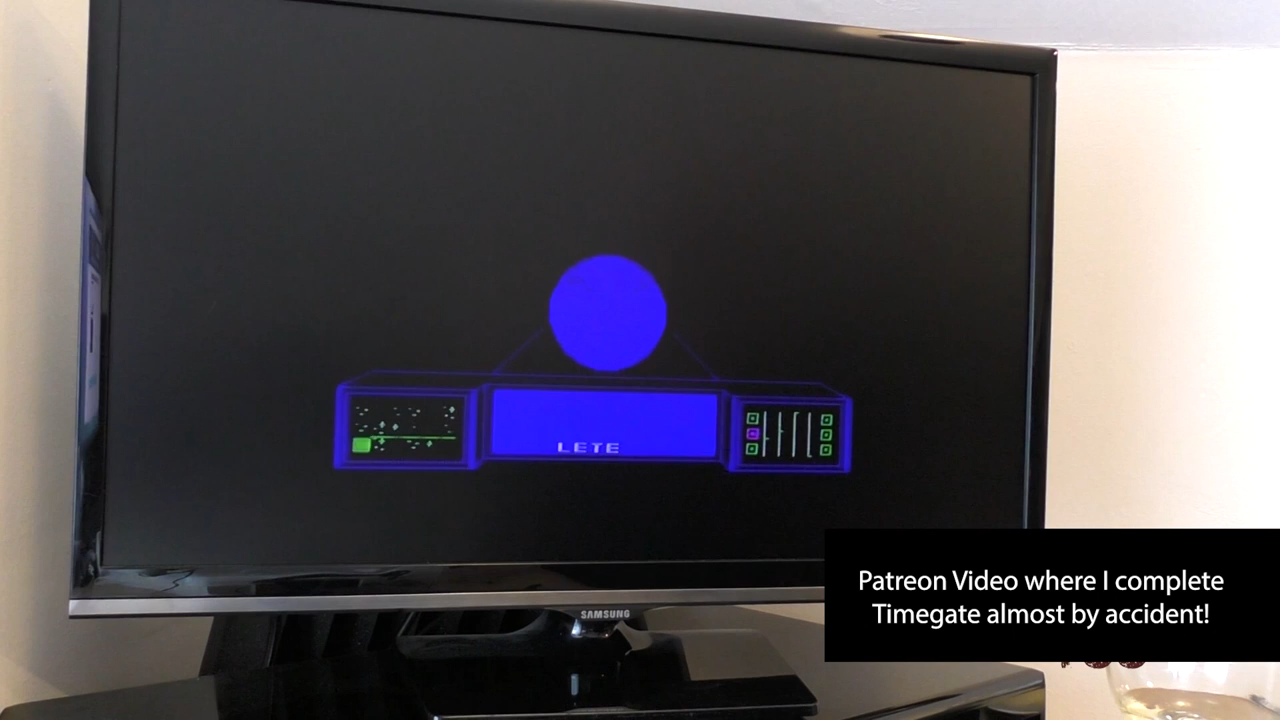 LETE
SAMSUNG
Patreon Video where I complete
Timegate almost by accident!